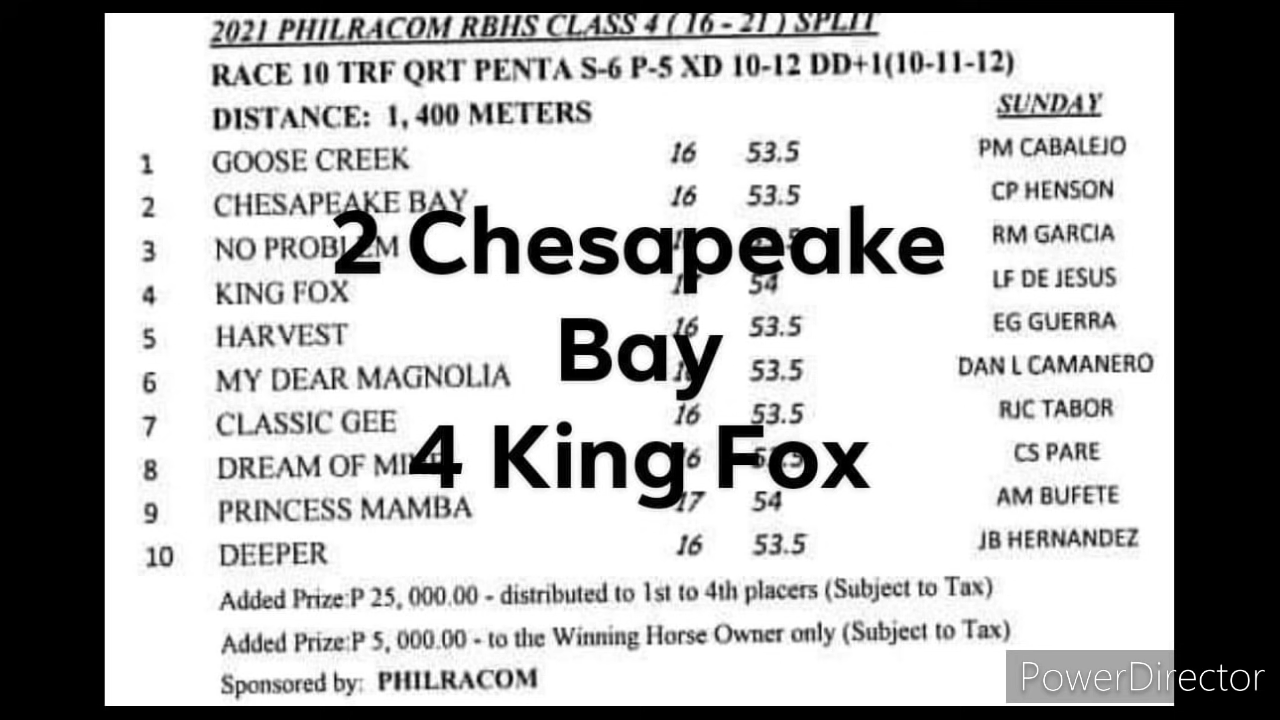 2021 PHILRACOM RBHS CLASS 4 ( 16 - 21 ) SPLIT
RACE 10 TRF QRT PENTA S-6 P-5 XD 10-12 DD+1(10-11-12)
DISTANCE: 1, 400 METERS SUNDAY
1 GOOSE CREEK 16 53.5 PM CABALEJO
2 CHESAPEAKE BAY 16 53.5 CP HENSON
3 NO PROBLEM RM GARCIA
2 Chesapeake
4 KING FOX 54 LF DE JESUS
5 HARVEST 16 53.5 EG GUERRA
Bay
6 MY DEAR MAGNOLIA 53.5 DAN L CAMANERO
7 CLASSIC GEE 16 53.5 RJC TABOR
8 DREAM OF CS PARE
4 King Fox
9 PRINCESS MAMBA 17 54 AM BUFETE
10 DEEPER 16 53.5 JB HERNANDEZ
Added Prize:P 25, 000.00 - distributed to 1st to 4th placers (Subject to Tax)
Added Prize:P 5, 000.00 - to the Winning Horse Owner only (Subject to Tax)
Sponsored by: PHILRACOM
PowerDirector